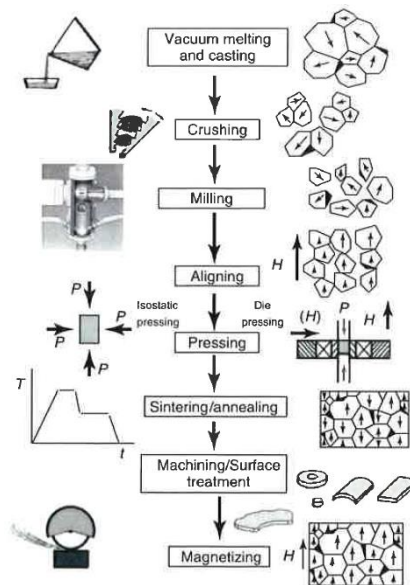 Vacuum melting
and casting
Crushing
Milling
Aligning
H
P
P
P
P
Isostatic
pressing
Die
pressing
(H)
P
H
Pressing
T
t
Sintering/annealing
Machining/Surface
treatment
Magnetizing
H